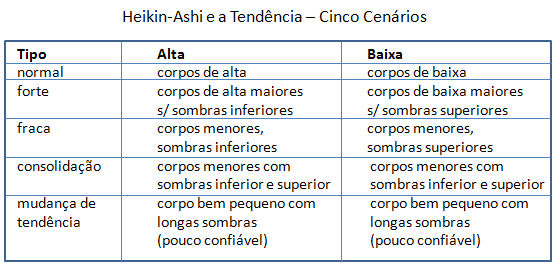 Heikin-Ashi e a Tendência – Cinco Cenários
Tipo Alta Baixa
normal corpos de alta corpos de baixa
forte corpos de alta maiores corpos de baixa maiores
s/ sombras inferiores s/ sombras superiores
fraca corpos menores, corpos menores,
sombras inferiores sombras superiores
consolidação corpos menores com corpos menores com
sombras inferior e superior sombras inferior e superior
mudança de corpo bem pequeno com corpo bem pequeno com
tendência longas sombras longas sombras
(pouco confiável) (pouco confiável)